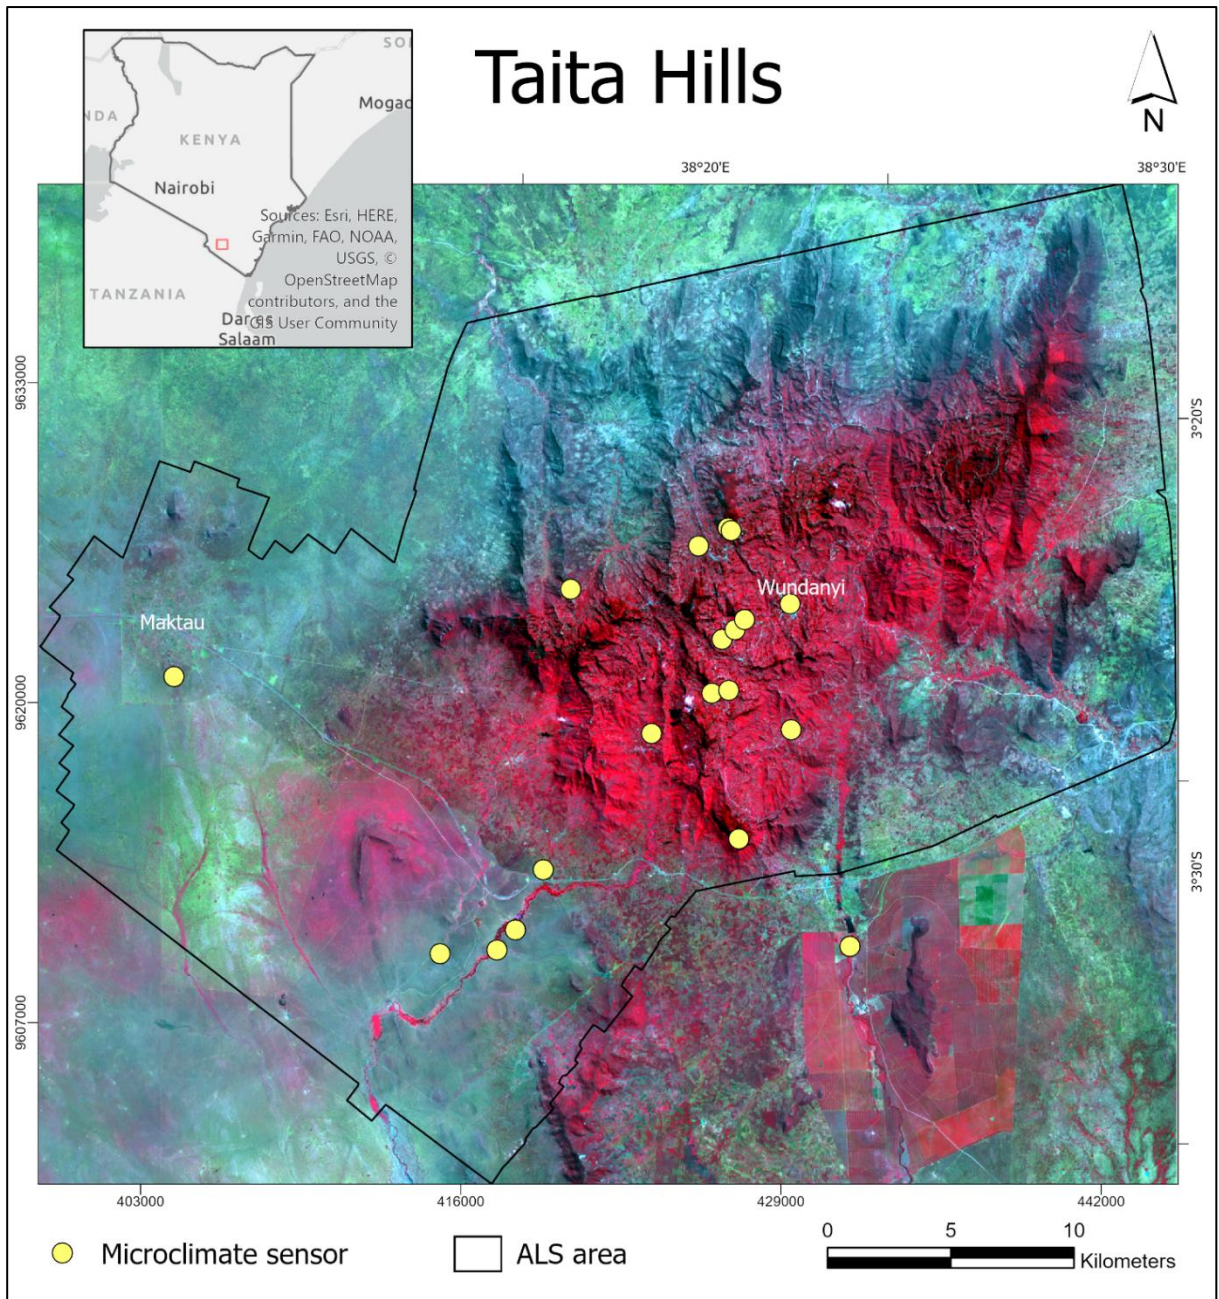 Taita Hills
N
SO
Mogad
NDA
KENYA
Nairobi
Sources: Esri, HERE,
Garmin, FAO, NOAA,
USGS, ©
OpenStreetMap
contributors, and the
GIS User Community
TANZANIA
Dar es
Salaam
38°20'E
38°30'E
9633000
3°20'S
Wundanyi
Maktau
9620000
3°30'S
9607000
403000
416000
429000
442000
Microclimate sensor
ALS area
0
5
10
Kilometers